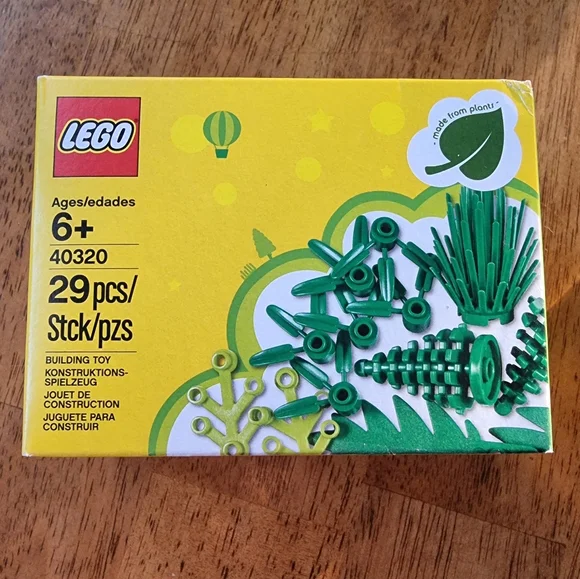 LEGO
- made from plants -
Ages/edades
6+
40320
29 pcs/
Stck/pzs
BUILDING TOY
KONSTRUKTIONS-
SPIELZEUG
JOUET DE
CONSTRUCTION
JUGUETE PARA
CONSTRUIR